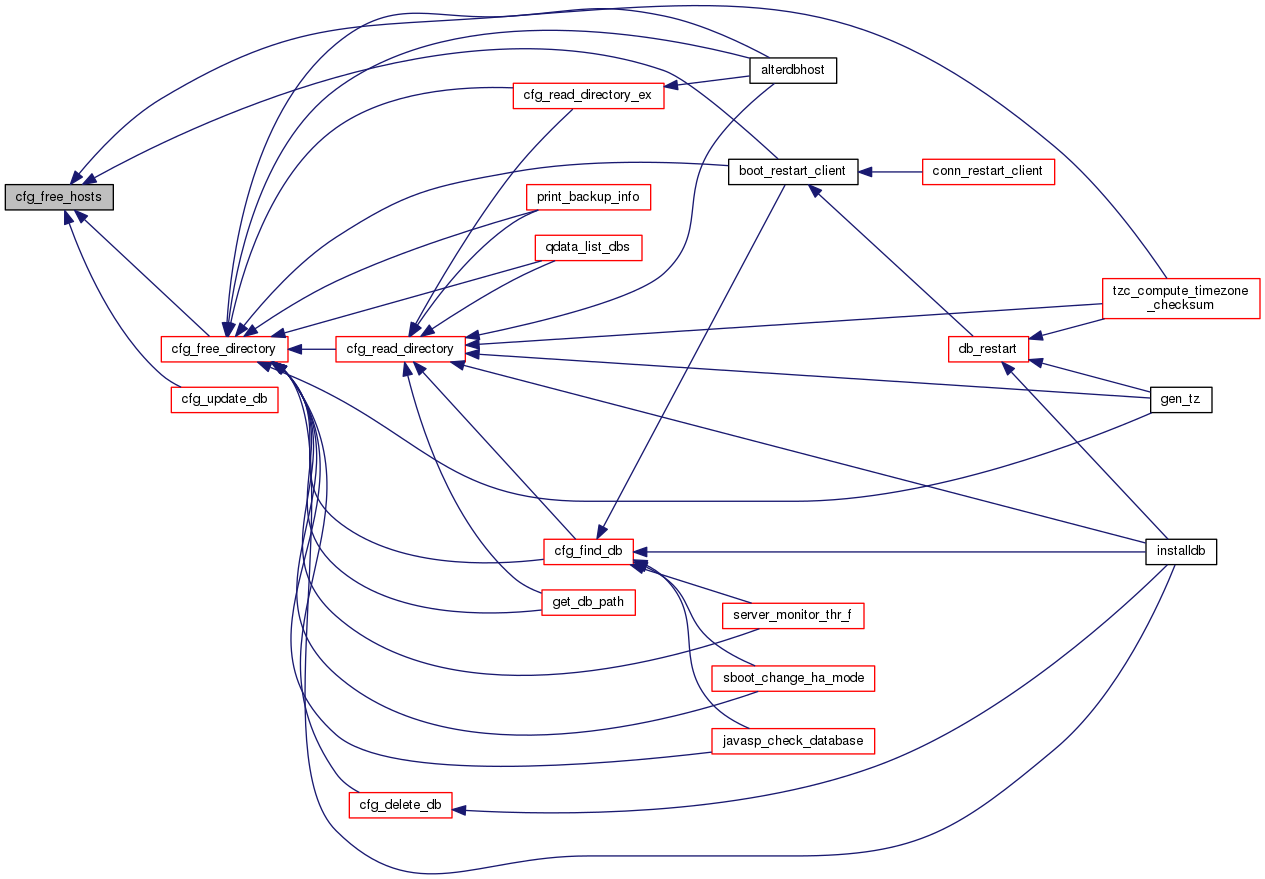 alterdbhost
cfg_read_directory_ex
boot_restart_client
conn_restart_client
cfg_free_hosts
print_backup_info
qdata_list_dbs
tzc_compute_timezone
_checksum
cfg_free_directory
cfg_read_directory
db_restart
cfg_update_db
gen_tz
cfg_find_db
installdb
get_db_path
server_monitor_thr_f
sboot_change_ha_mode
javasp_check_database
cfg_delete_db